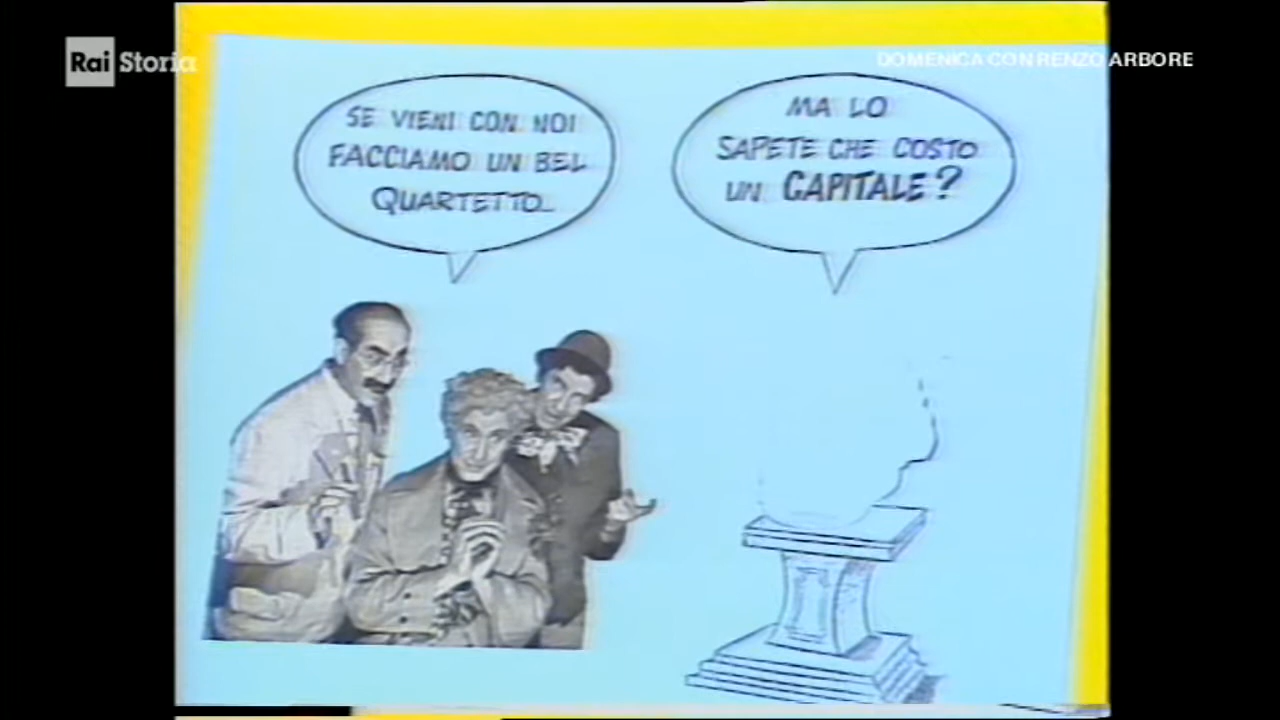 Rai Storia
DOMENICA CON RENZO ARBORE
SE VIENI CON NOI
FACCIAMO UN BEL
QUARTETTO...
MA LO
SAPETE CHE COSTO
UN CAPITALE?